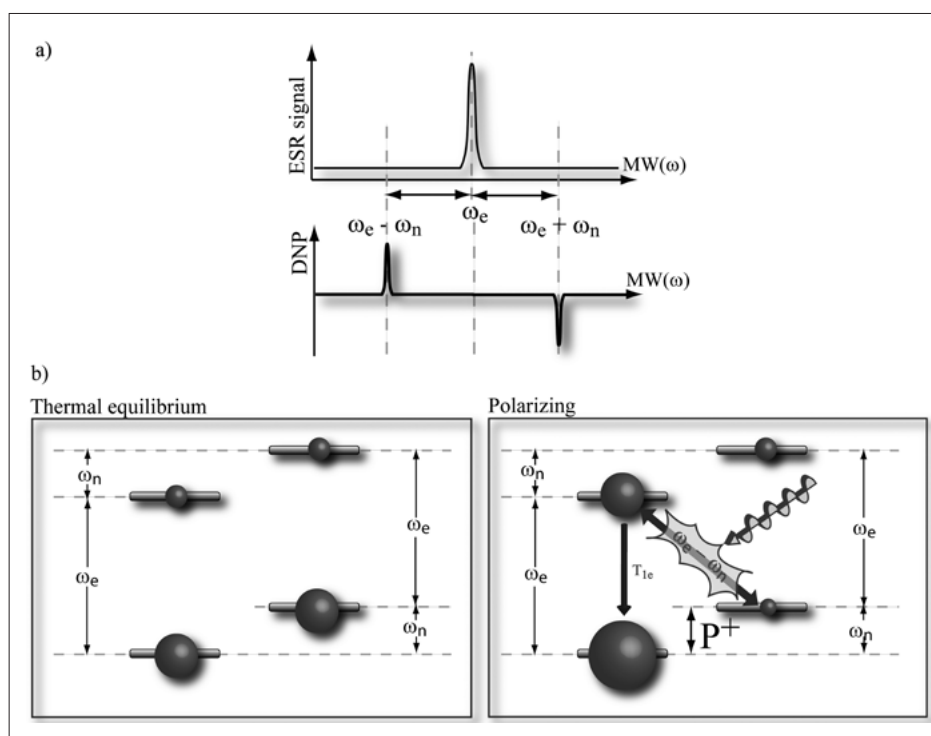 a)
ESR signal
MW(ω)
ωe - ωn
ωe
ωe + ωn
DNP
MW(ω)
b)
Thermal equilibrium
ωn
ωe
ωe
ωn
Polarizing
ωn
ωe
ωe - ωn
T1e
P+
ωe
ωn